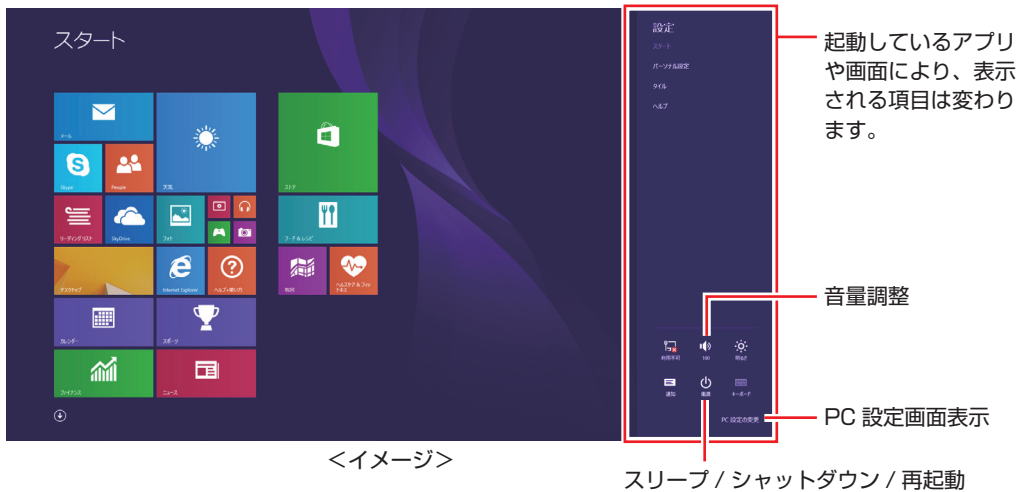 スタート
メール
Skype
People
天気
ストア
リーディング リスト
SkyDrive
フォト
フード & レシピ
デスクトップ
Internet Explorer
ヘルプ+使い方
地図
ヘルスケア & フィットネス
カレンダー
スポーツ
ファイナンス
ニュース
設定
スタート
パーソナル設定
タイル
ヘルプ
利用不可
100
明るさ
通知
電源
キーボード
PC 設定の変更
起動しているアプリ
や画面により、表示
される項目は変わり
ます。
音量調整
PC 設定画面表示
スリープ / シャットダウン / 再起動
＜イメージ＞